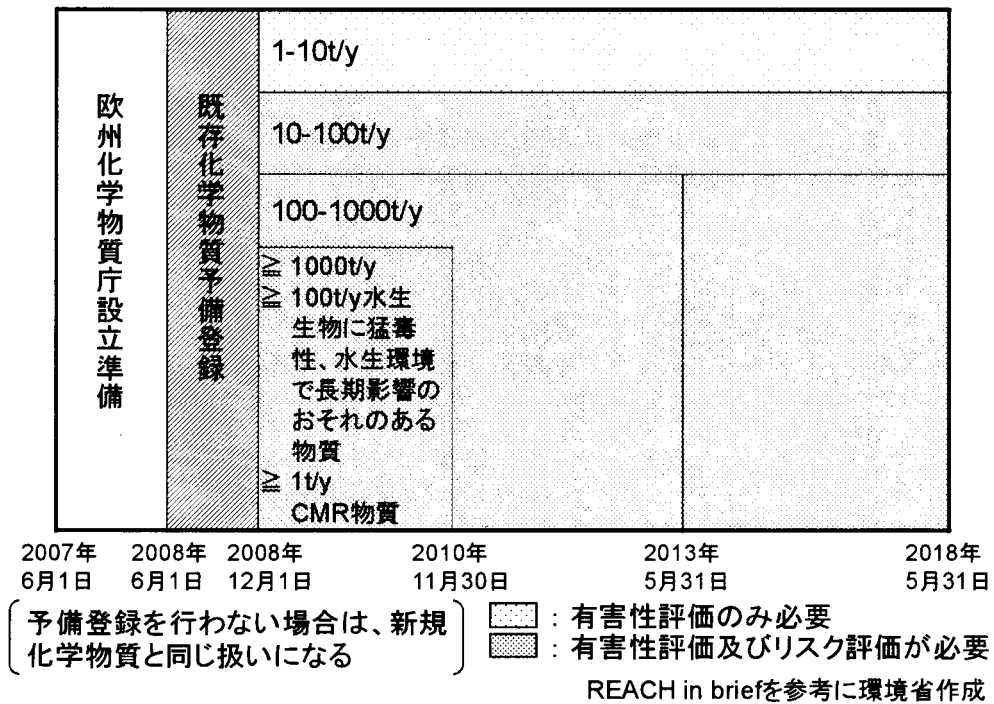 欧州化学物質庁設立準備
既存化学物質予備登録
1-10t/y
10-100t/y
100-1000t/y
≧ 1000t/y
≧ 100t/y水生
生物に猛毒
性、水生環境
で長期影響の
おそれのある
物質
≧ 1t/y
CMR物質
2007年
6月1日
2008年
6月1日
2008年
12月1日
2010年
11月30日
2013年
5月31日
2018年
5月31日
予備登録を行わない場合は、新規
化学物質と同じ扱いになる
：有害性評価のみ必要
：有害性評価及びリスク評価が必要
REACH in briefを参考に環境省作成